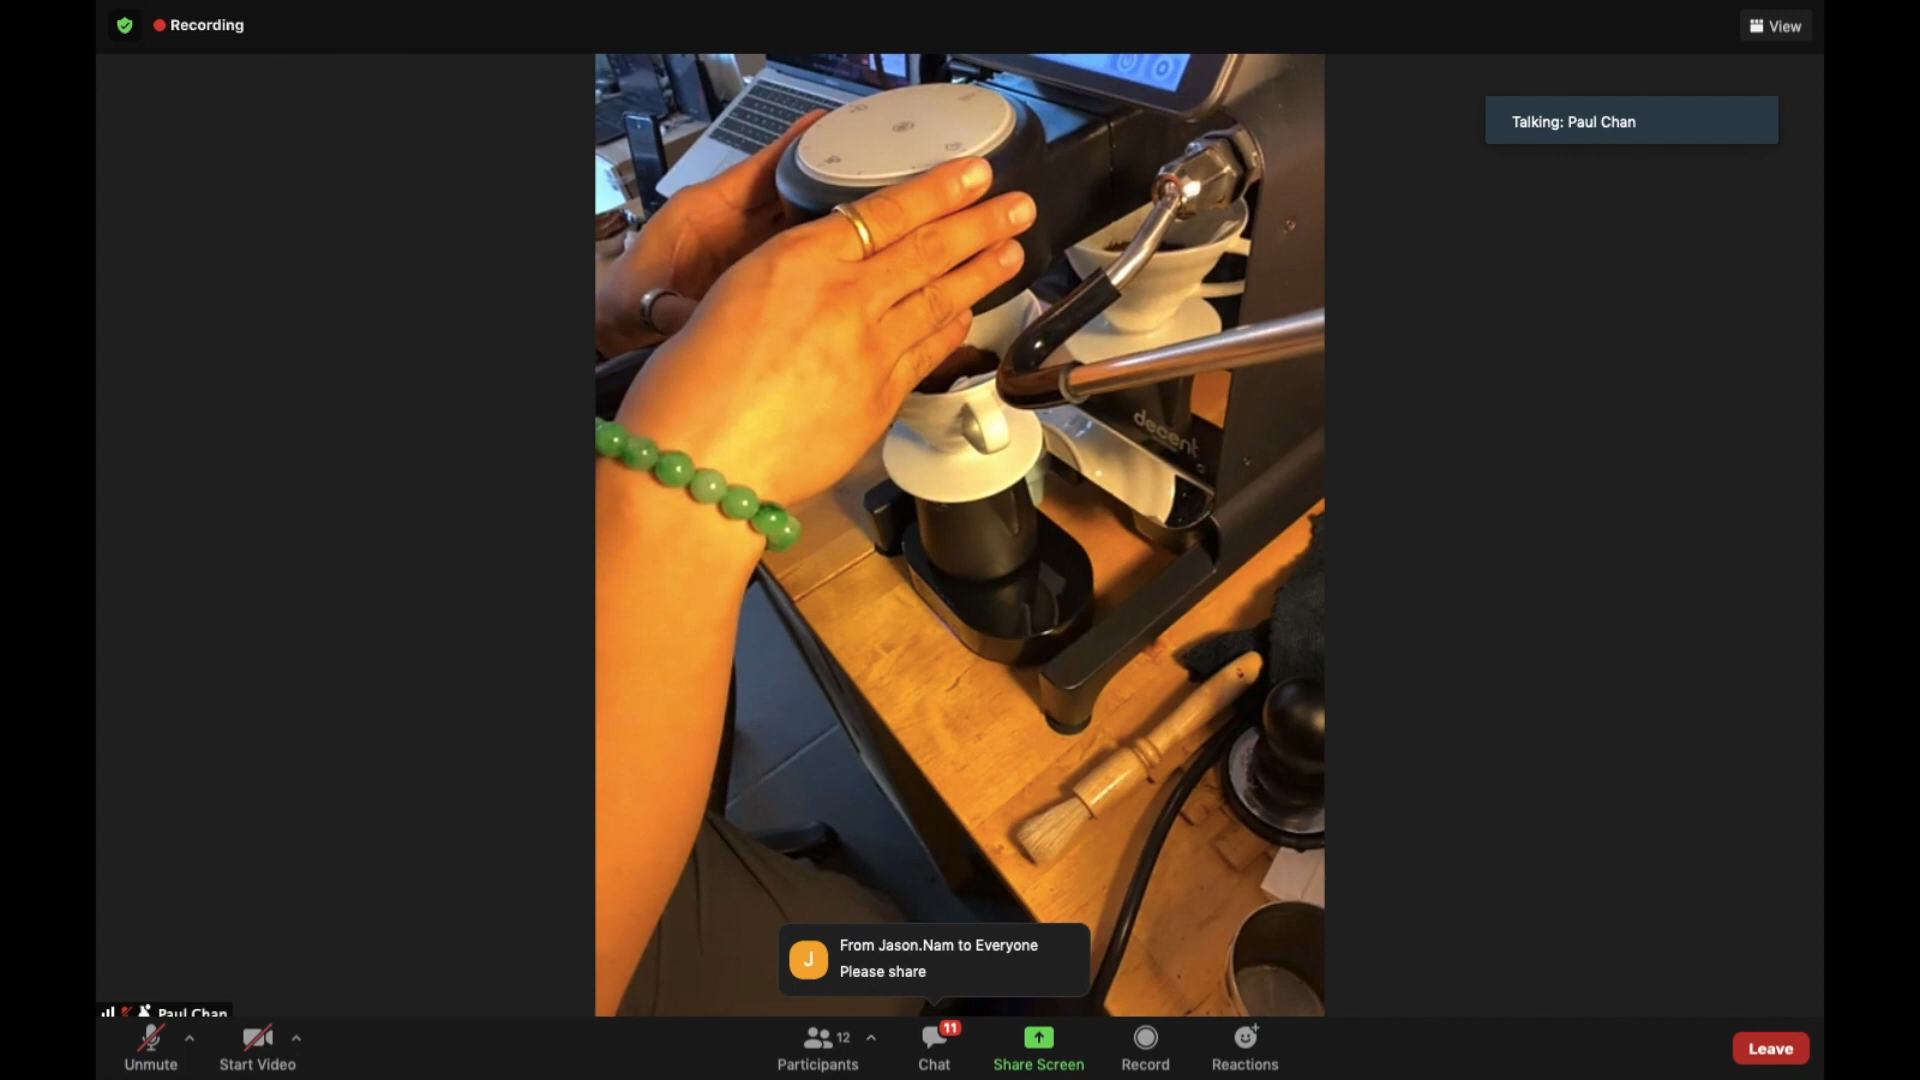 Recording
View
Talking: Paul Chan
decent
From Jason.Nam to Everyone
J
Please share
Paul Chan
Unmute
Start Video
12
Participants
11
Chat
Share Screen
Record
Reactions
Leave